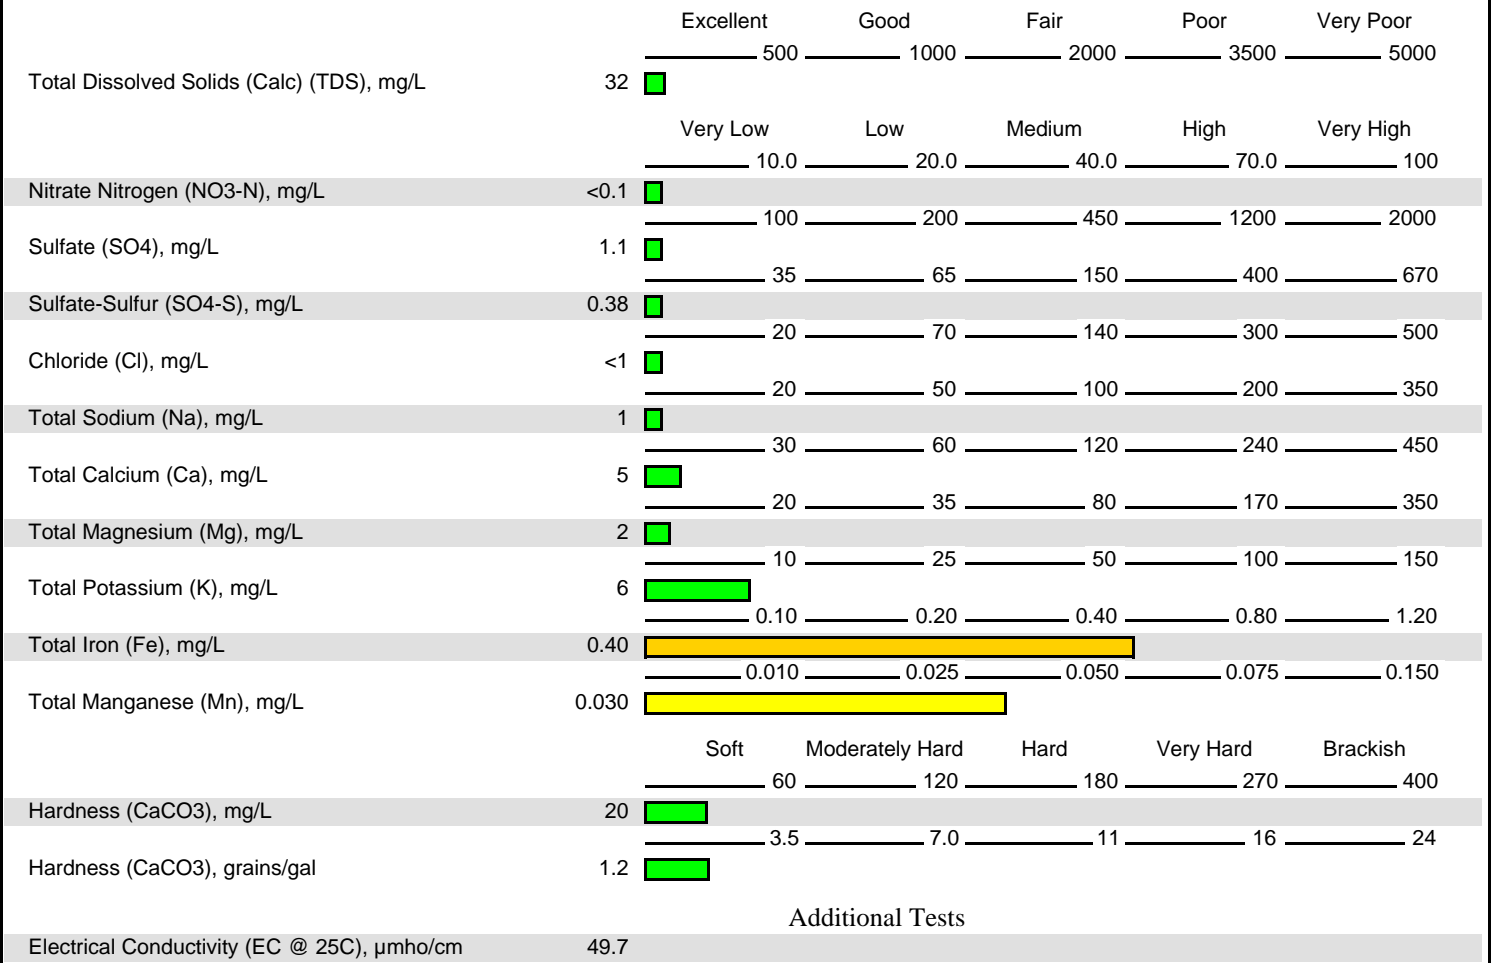 Excellent Good Fair Poor Very Poor
500 1000 2000 3500 5000
Total Dissolved Solids (Calc) (TDS), mg/L 32
Very Low Low Medium High Very High
10.0 20.0 40.0 70.0 100
Nitrate Nitrogen (NO3-N), mg/L <0.1
100 200 450 1200 2000
Sulfate (SO4), mg/L 1.1
35 65 150 400 670
Sulfate-Sulfur (SO4-S), mg/L 0.38
20 70 140 300 500
Chloride (Cl), mg/L <1
20 50 100 200 350
Total Sodium (Na), mg/L 1
30 60 120 240 450
Total Calcium (Ca), mg/L 5
20 35 80 170 350
Total Magnesium (Mg), mg/L 2
10 25 50 100 150
Total Potassium (K), mg/L 6
0.10 0.20 0.40 0.80 1.20
Total Iron (Fe), mg/L 0.40
0.010 0.025 0.050 0.075 0.150
Total Manganese (Mn), mg/L 0.030
Soft Moderately Hard Hard Very Hard Brackish
60 120 180 270 400
Hardness (CaCO3), mg/L 20
3.5 7.0 11 16 24
Hardness (CaCO3), grains/gal 1.2
Additional Tests
Electrical Conductivity (EC @ 25C), µmho/cm 49.7